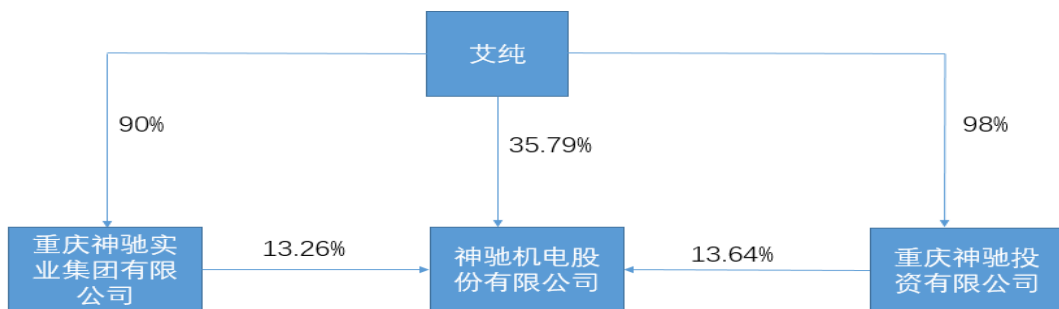 艾纯
90%
35.79%
98%
重庆神驰实
业集团有限
公司
13.26%
神驰机电股
份有限公司
13.64%
重庆神驰投
资有限公司